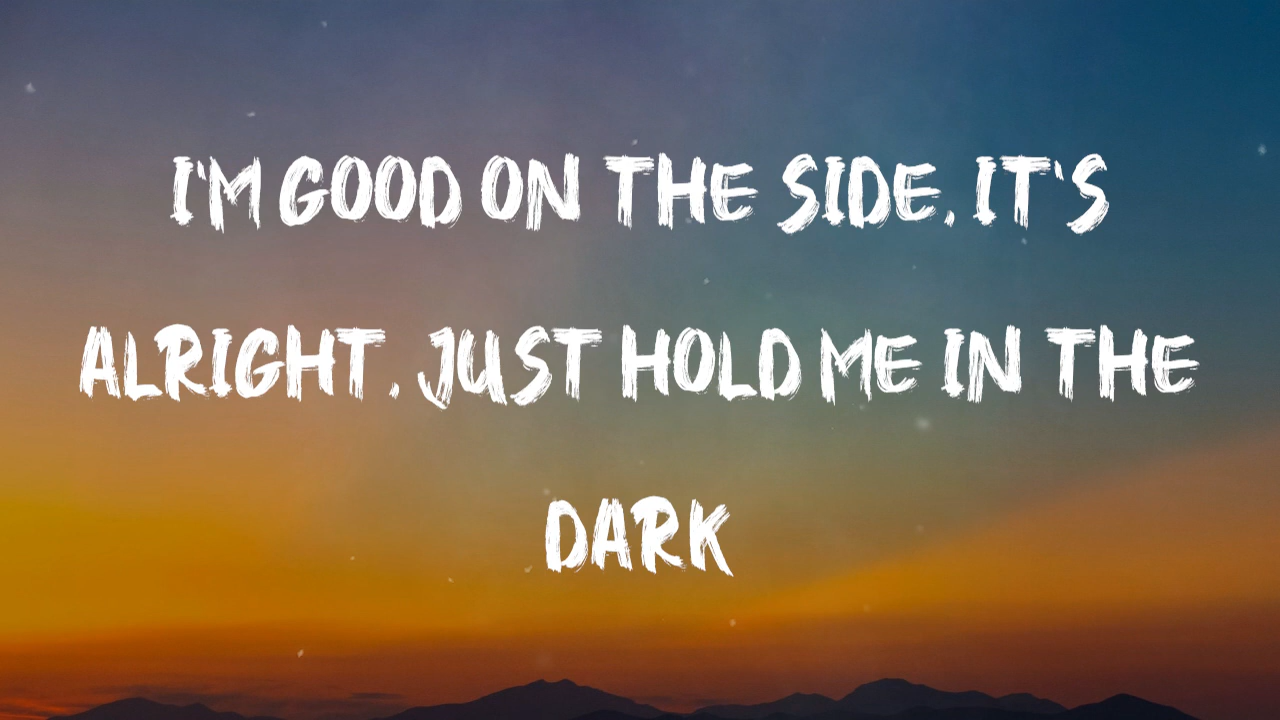 I'M GOOD ON THE SIDE, IT'S
ALRIGHT, JUST HOLD ME IN THE
DARK